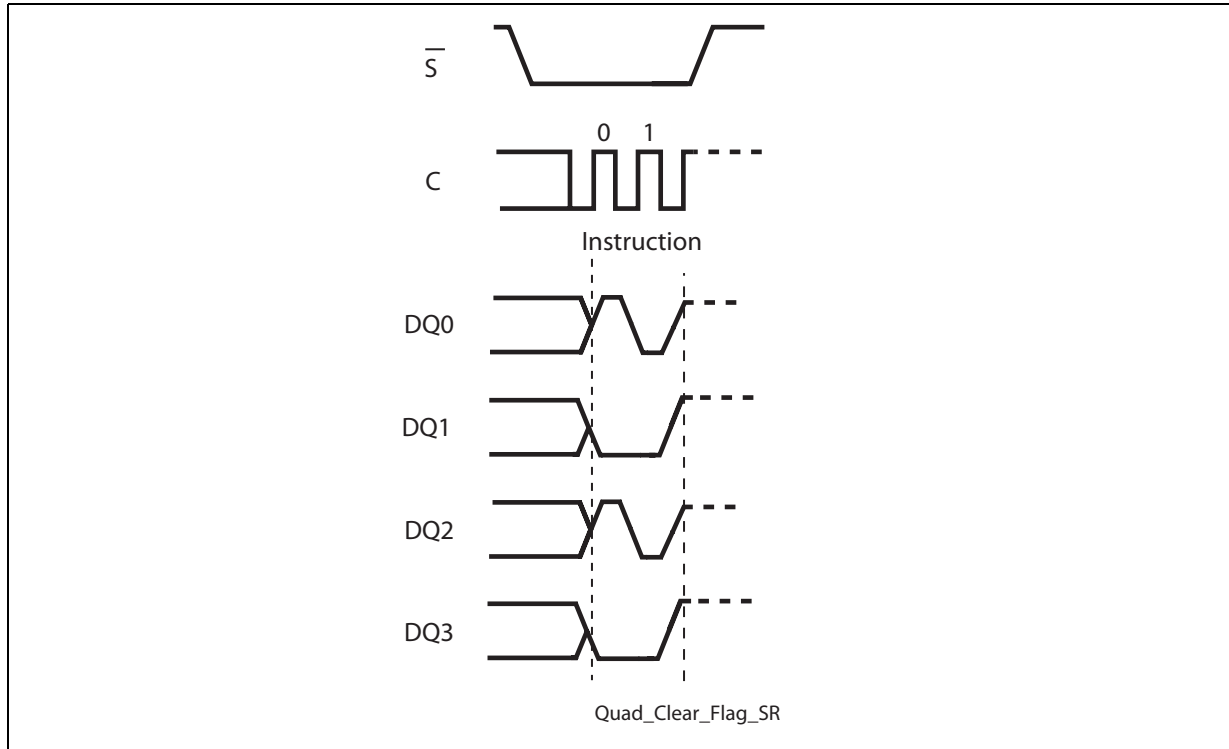 S
0 1
C
Instruction
DQ0
DQ1
DQ2
DQ3
Quad_Clear_Flag_SR